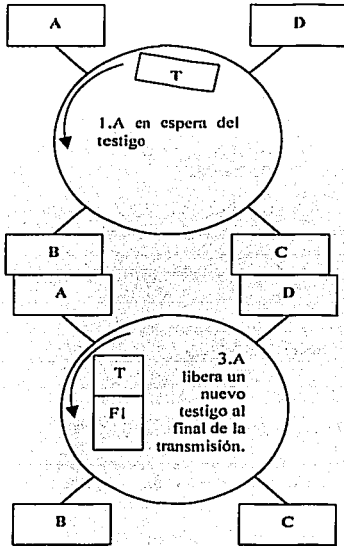 A D
T
1.A en espera del
testigo
B C
A D
3.A
libera un
nuevo
testigo al
final de la
transmisión.
T
F1
B C